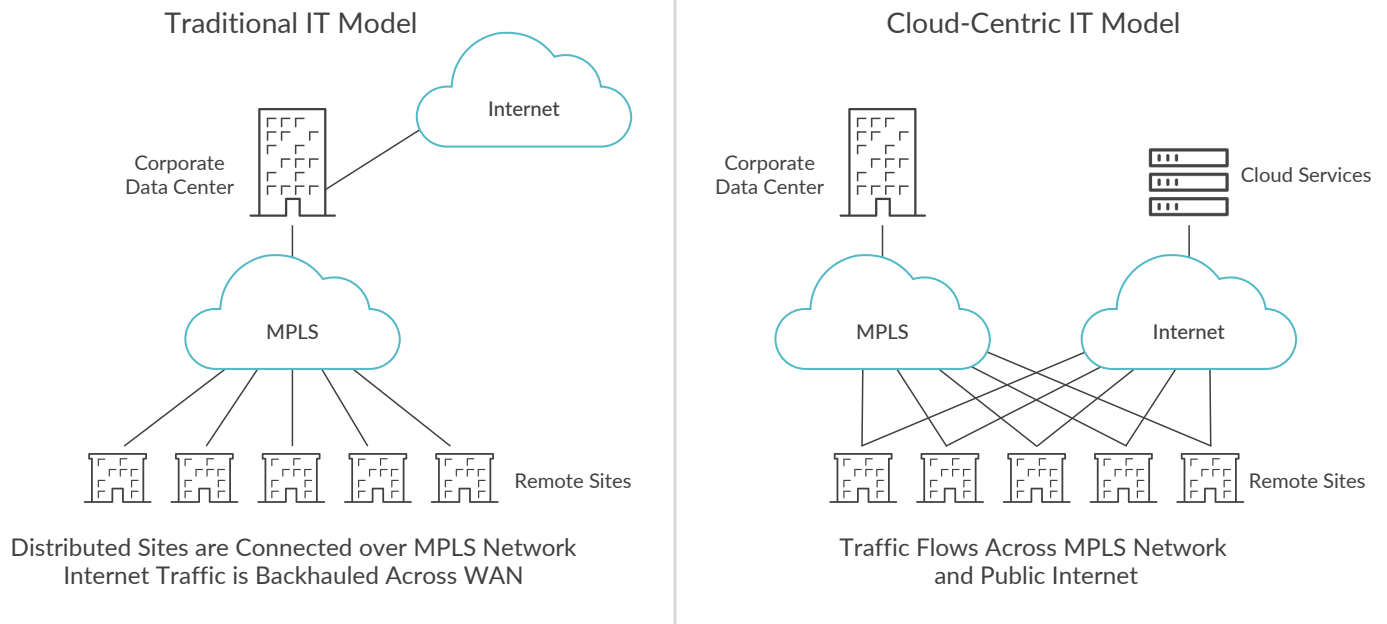 Traditional IT Model
Internet
Corporate
Data Center
MPLS
Remote Sites
Distributed Sites are Connected over MPLS Network
Internet Traffic is Backhauled Across WAN
Cloud-Centric IT Model
Corporate
Data Center
Cloud Services
MPLS
Internet
Remote Sites
Traffic Flows Across MPLS Network
and Public Internet